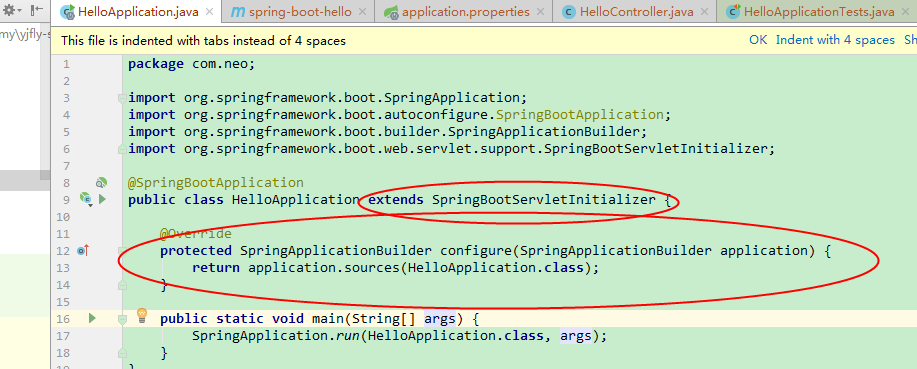 HelloApplication.java × spring-boot-hello × application.properties × HelloController.java × HelloApplicationTests.java ×
my\yjfly-s
This file is indented with tabs instead of 4 spaces OK Indent with 4 spaces Sh
1 package com.neo;
2
3 import org.springframework.boot.SpringApplication;
4 import org.springframework.boot.autoconfigure.SpringBootApplication;
5 import org.springframework.boot.builder.SpringApplicationBuilder;
6 import org.springframework.boot.web.servlet.support.SpringBootServletInitializer;
7
8 @SpringBootApplication
9 public class HelloApplication extends SpringBootServletInitializer {
10
11 @Override
12 protected SpringApplicationBuilder configure(SpringApplicationBuilder application) {
13 return application.sources(HelloApplication.class);
14 }
15
16 public static void main(String[] args) {
17 SpringApplication.run(HelloApplication.class, args);
18 }